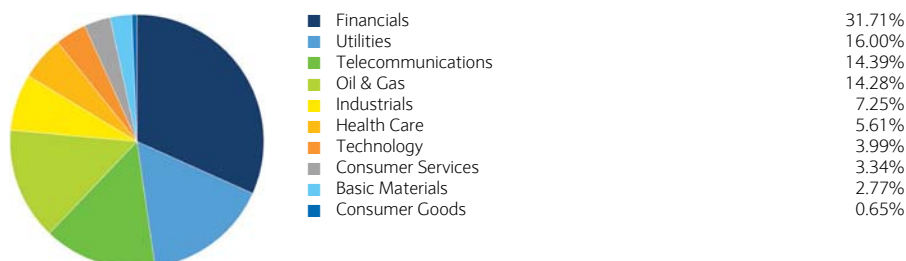 Financials 31.71%
Utilities 16.00%
Telecommunications 14.39%
Oil & Gas 14.28%
Industrials 7.25%
Health Care 5.61%
Technology 3.99%
Consumer Services 3.34%
Basic Materials 2.77%
Consumer Goods 0.65%